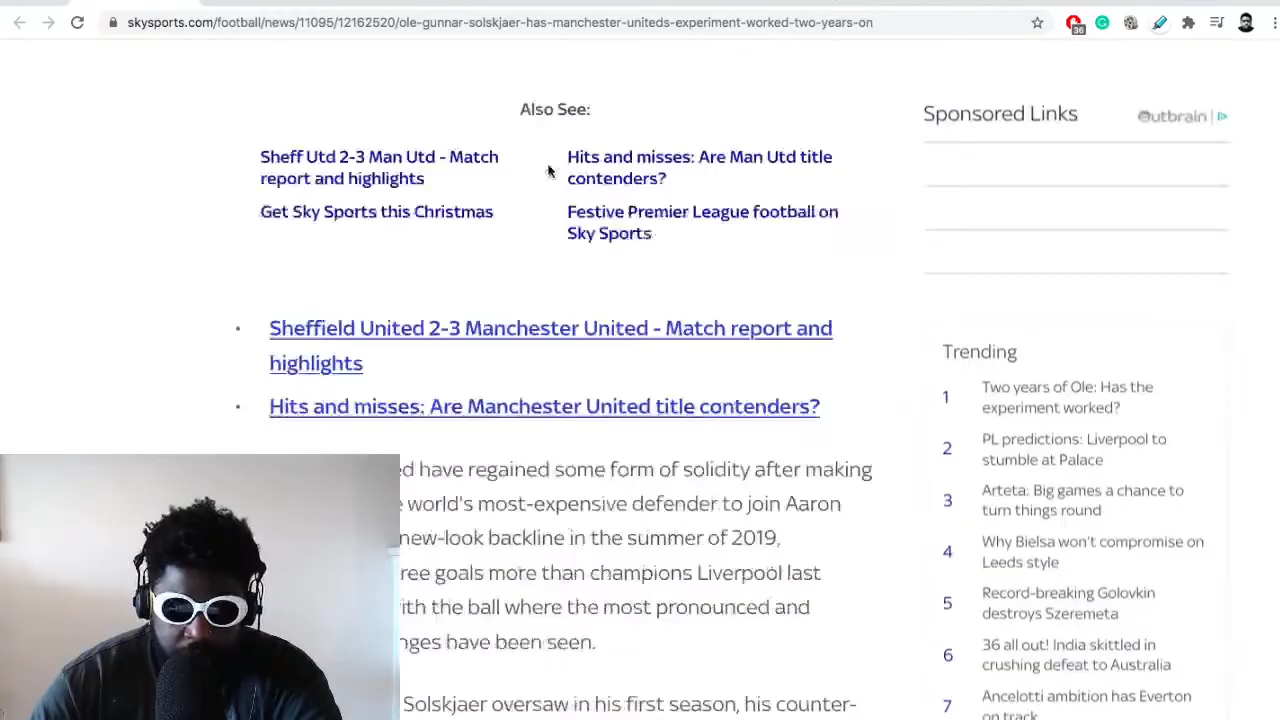 skysports.com/football/news/11095/12162520/ole-gunnar-solskjaer-has-manchester-uniteds-experiment-worked-two-years-on
36
Also See:
Sheff Utd 2-3 Man Utd - Match
report and highlights
Hits and misses: Are Man Utd title
contenders?
Get Sky Sports this Christmas
Festive Premier League football on
Sky Sports
• Sheffield United 2-3 Manchester United - Match report and
highlights
• Hits and misses: Are Manchester United title contenders?
ed have regained some form of solidity after making
world's most-expensive defender to join Aaron
new-look backline in the summer of 2019,
ree goals more than champions Liverpool last
ith the ball where the most pronounced and
nges have been seen.
Solskjaer oversaw in his first season, his counter-
Sponsored Links
Outbrain
Trending
1 Two years of Ole: Has the
experiment worked?
2 PL predictions: Liverpool to
stumble at Palace
3 Arteta: Big games a chance to
turn things round
4 Why Bielsa won't compromise on
Leeds style
5 Record-breaking Golovkin
destroys Szeremeta
6 36 all out! India skittled in
crushing defeat to Australia
7 Ancelotti ambition has Everton
on track